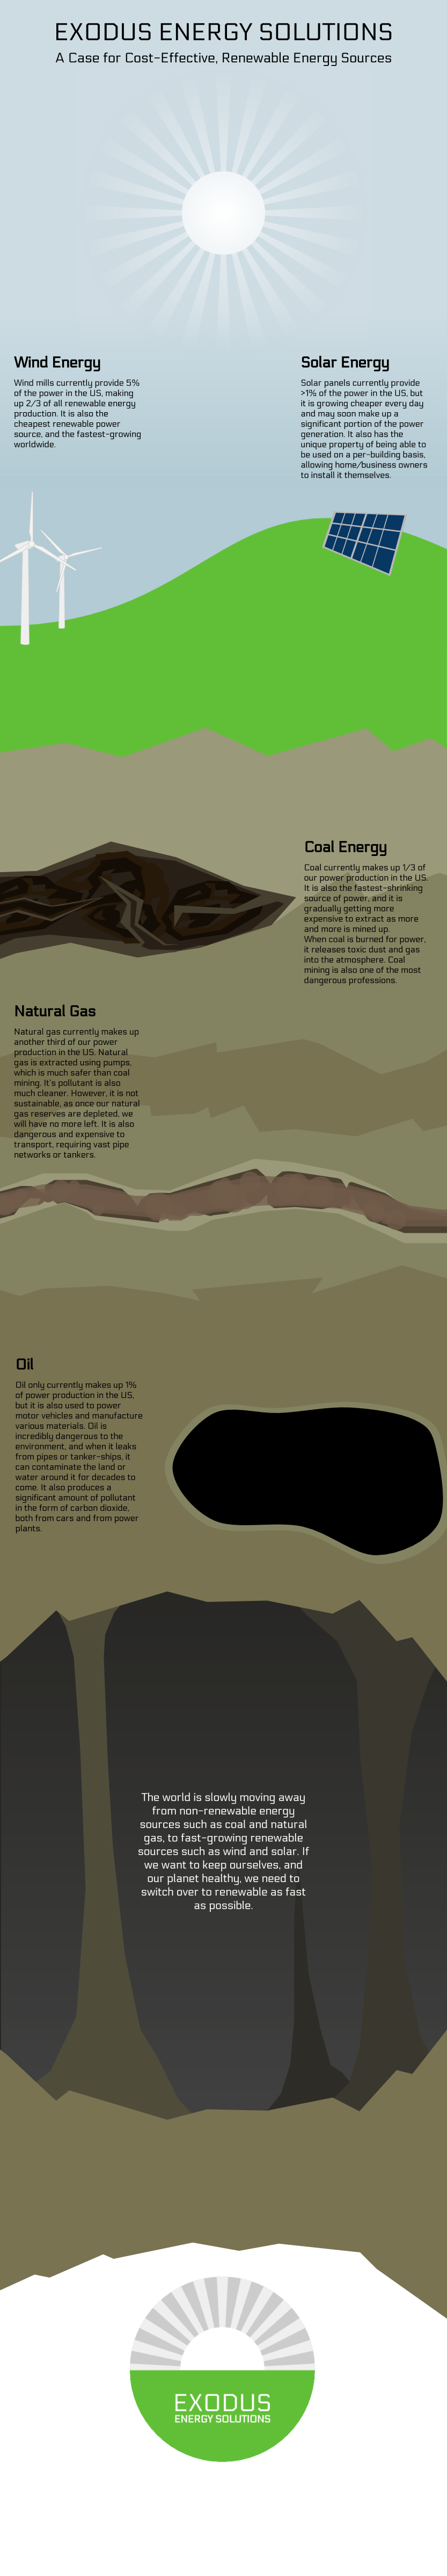 EXODUS ENERGY SOLUTIONS
A Case for Cost-Effective, Renewable Energy Sources
Wind Energy
Wind mills currently provide 5%
of the power in the US, making
up 2/3 of all renewable energy
production. It is also the
cheapest renewable power
source, and the fastest-growing
worldwide.
Solar Energy
Solar panels currently provide
>1% of the power in the US, but
it is growing cheaper every day
and may soon make up a
significant portion of the power
generation. It also has the
unique property of being able to
be used on a per-building basis,
allowing home/business owners
to install it themselves.
Coal Energy
Coal currently makes up 1/3 of
our power production in the US.
It is also the fastest-shrinking
source of power, and it is
gradually getting more
expensive to extract as more
and more is mined up.
When coal is burned for power,
it releases toxic dust and gas
into the atmosphere. Coal
mining is also one of the most
dangerous professions.
Natural Gas
Natural gas currently makes up
another third of our power
production in the US. Natural
gas is extracted using pumps,
which is much safer than coal
mining. It's pollutant is also
much cleaner. However, it is not
sustainable, as once our natural
gas reserves are depleted, we
will have no more left. It is also
dangerous and expensive to
transport, requiring vast pipe
networks or tankers.
Oil
Oil only currently makes up 1%
of power production in the US,
but it is also used to power
motor vehicles and manufacture
various materials. Oil is
incredibly dangerous to the
environment, and when it leaks
from pipes or tanker-ships, it
can contaminate the land or
water around it for decades to
come. It also produces a
significant amount of pollutant
in the form of carbon dioxide,
both from cars and from power
plants.
The world is slowly moving away
from non-renewable energy
sources such as coal and natural
gas, to fast-growing renewable
sources such as wind and solar. If
we want to keep ourselves, and
our planet healthy, we need to
switch over to renewable as fast
as possible.
EXODUS
ENERGY SOLUTIONS